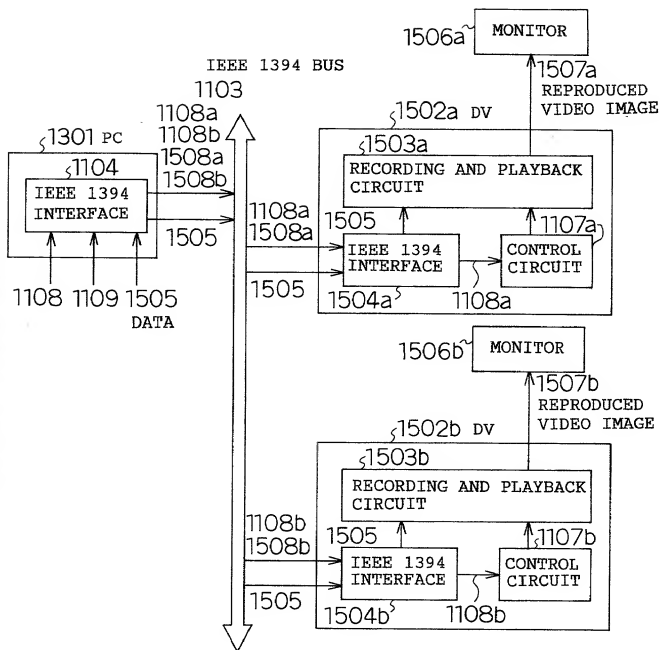 MONITOR
1506a
1507a
REPRODUCED
VIDEO IMAGE
IEEE 1394 BUS
1103
1108a
1108b
1508a
1508b
1505
1301 PC
1104
IEEE 1394
INTERFACE
1108
1109
1505
DATA
1502a DV
1503a
RECORDING AND PLAYBACK
CIRCUIT
1108a
1508a
1505
1505
IEEE 1394
INTERFACE
1504a
1108a
1107a
CONTROL
CIRCUIT
MONITOR
1506b
1507b
REPRODUCED
VIDEO IMAGE
1502b DV
1503b
RECORDING AND PLAYBACK
CIRCUIT
1108b
1508b
1505
1505
IEEE 1394
INTERFACE
1504b
1108b
1107b
CONTROL
CIRCUIT